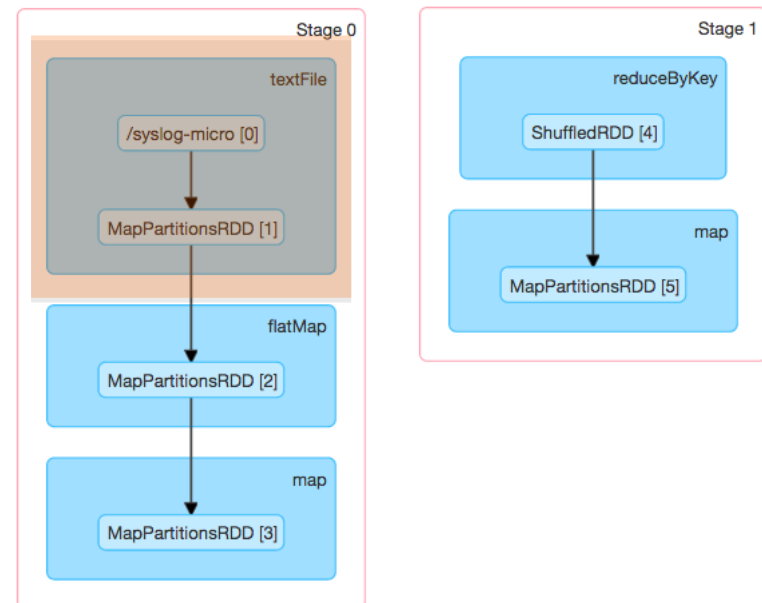 Stage 0
textFile
/syslog-micro [0]
MapPartitionsRDD [1]
flatMap
MapPartitionsRDD [2]
map
MapPartitionsRDD [3]
Stage 1
reduceByKey
ShuffledRDD [4]
map
MapPartitionsRDD [5]